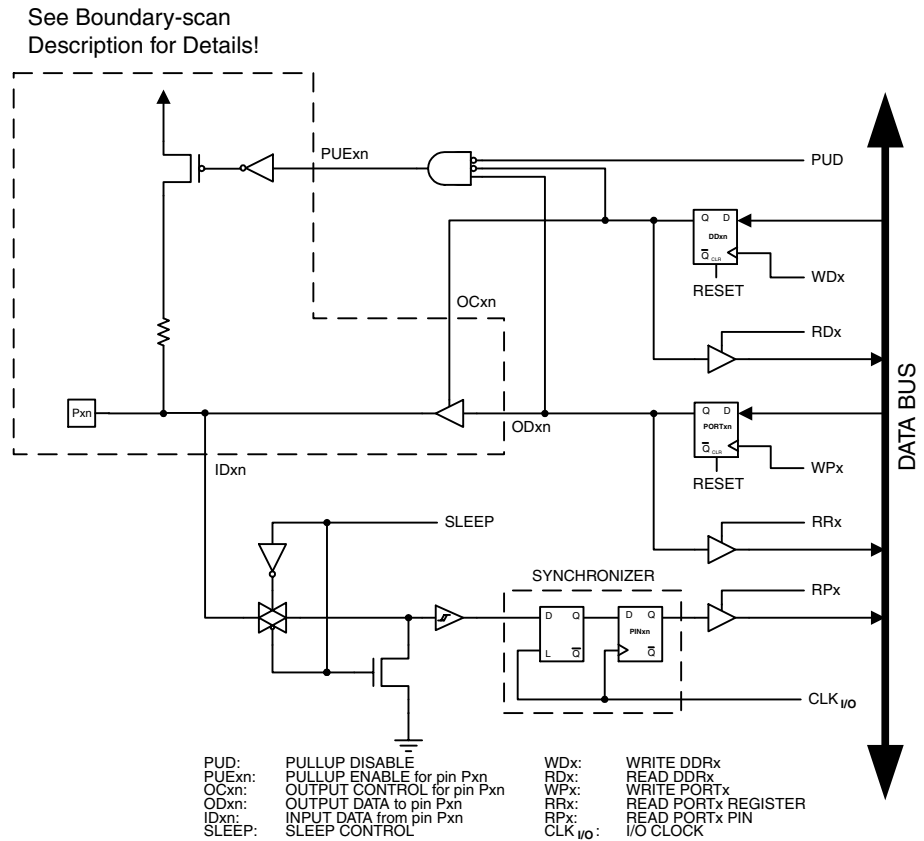 See Boundary-scan
Description for Details!
PUExn
PUD
Q D
DDxn
Q CLR
WDx
RESET
OCxn
RDx
Pxn
ODxn
Q D
PORTxn
Q CLR
WPx
RESET
IDxn
DATA BUS
SLEEP
RRx
SYNCHRONIZER
RPx
D Q
D Q
PINxn
L Q
Q
CLK I/O
PUD: PULLUP DISABLE
PUExn: PULLUP ENABLE for pin Pxn
OCxn: OUTPUT CONTROL for pin Pxn
ODxn: OUTPUT DATA to pin Pxn
IDxn: INPUT DATA from pin Pxn
SLEEP: SLEEP CONTROL
WDx: WRITE DDRx
RDx: READ DDRx
WPx: WRITE PORTx
RRx: READ PORTx REGISTER
RPx: READ PORTx PIN
CLK I/O: I/O CLOCK